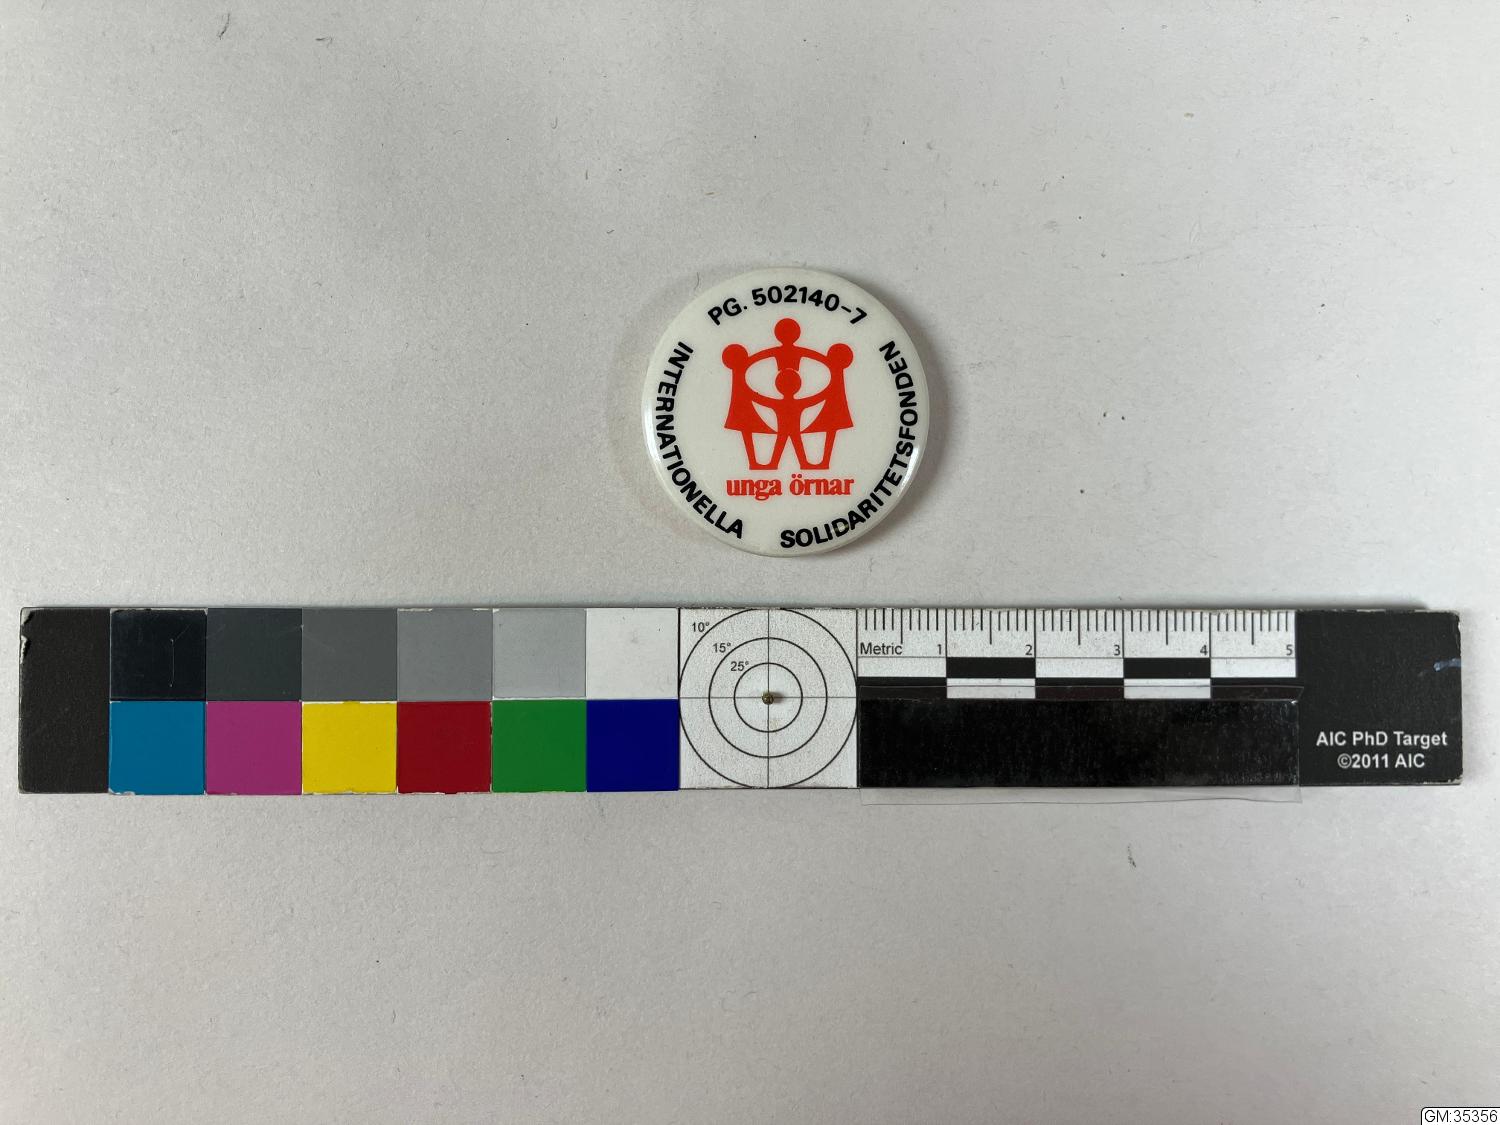 PG. 502140-7
INTERNATIONELLA SOLIDARITETSFONDEN
unga örnar
10°
15°
25°
Metric 1 2 3 4 5
AIC PhD Target
©2011 AIC
GM:35356